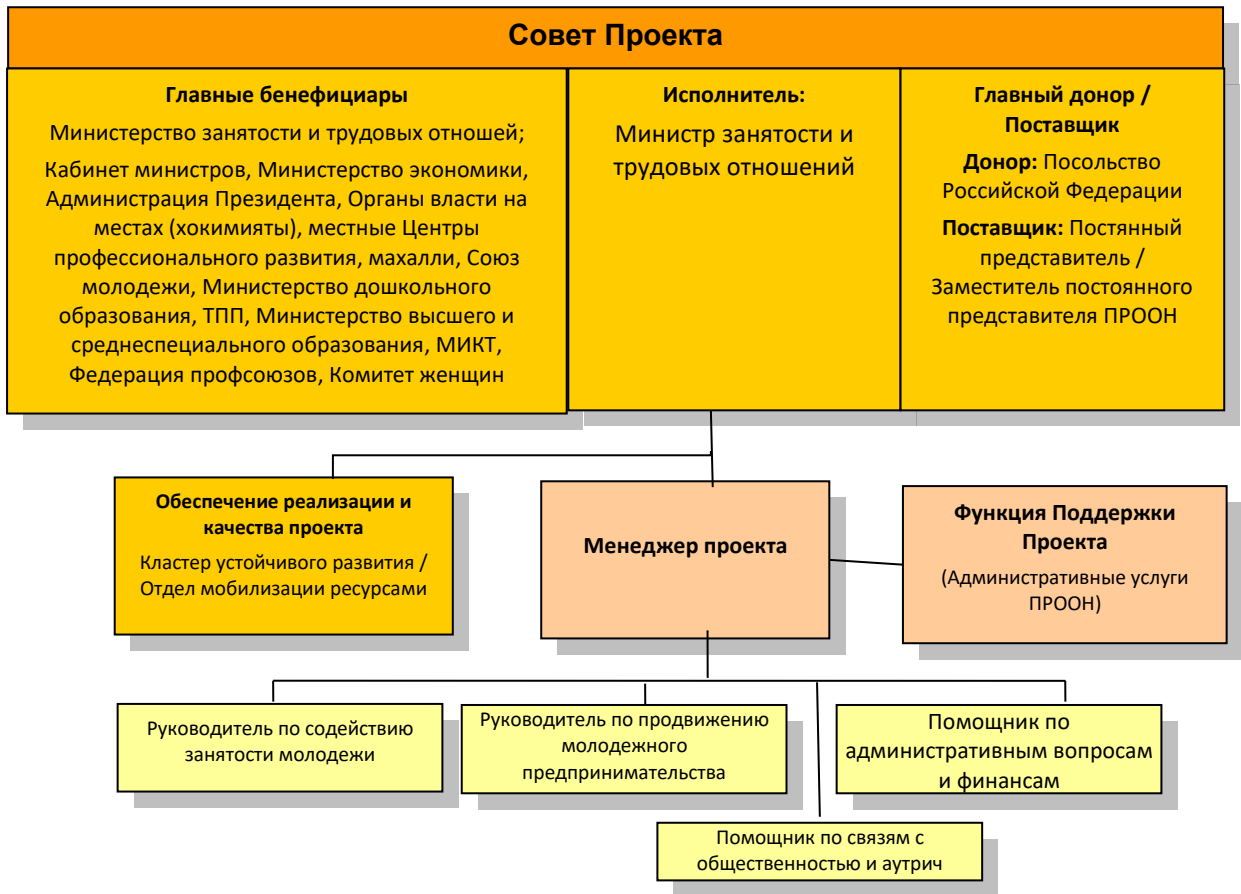 Совет Проекта
Главные бенефициары
Министерство занятости и трудовых отношей;
Кабинет министров, Министерство экономики,
Администрация Президента, Органы власти на
местах (хокимияты), местные Центры
профессионального развития, махалли, Союз
молодежи, Министерство дошкольного
образования, ТПП, Министерство высшего и
среднеспециального образования, МИКТ,
Федерация профсоюзов, Комитет женщин
Исполнитель:
Министр занятости и
трудовых отношений
Главный донор /
Поставщик
Донор: Посольство
Российской Федерации
Поставщик: Постянный
представитель /
Заместитель постоянного
представителя ПРООН
Обеспечение реализации и
качества проекта
Кластер устойчивого развития /
Отдел мобилизации ресурсами
Менеджер проекта
Функция Поддержки
Проекта
(Административные услуги
ПРООН)
Руководитель по содействию
занятости молодежи
Руководитель по продвижению
молодежного
предпринимательства
Помощник по
административным вопросам
и финансам
Помощник по связям с
общественностью и аутрич